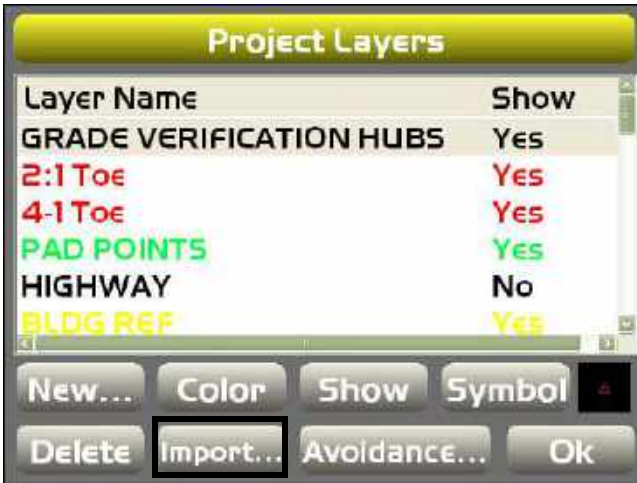 Project Layers
Layer Name Show
GRADE VERIFICATION HUBS Yes
2:1 Toe Yes
4-1 Toe Yes
PAD POINTS Yes
HIGHWAY No
BLDG REF Yes
New... Color Show Symbol
Delete Import... Avoidance... Ok